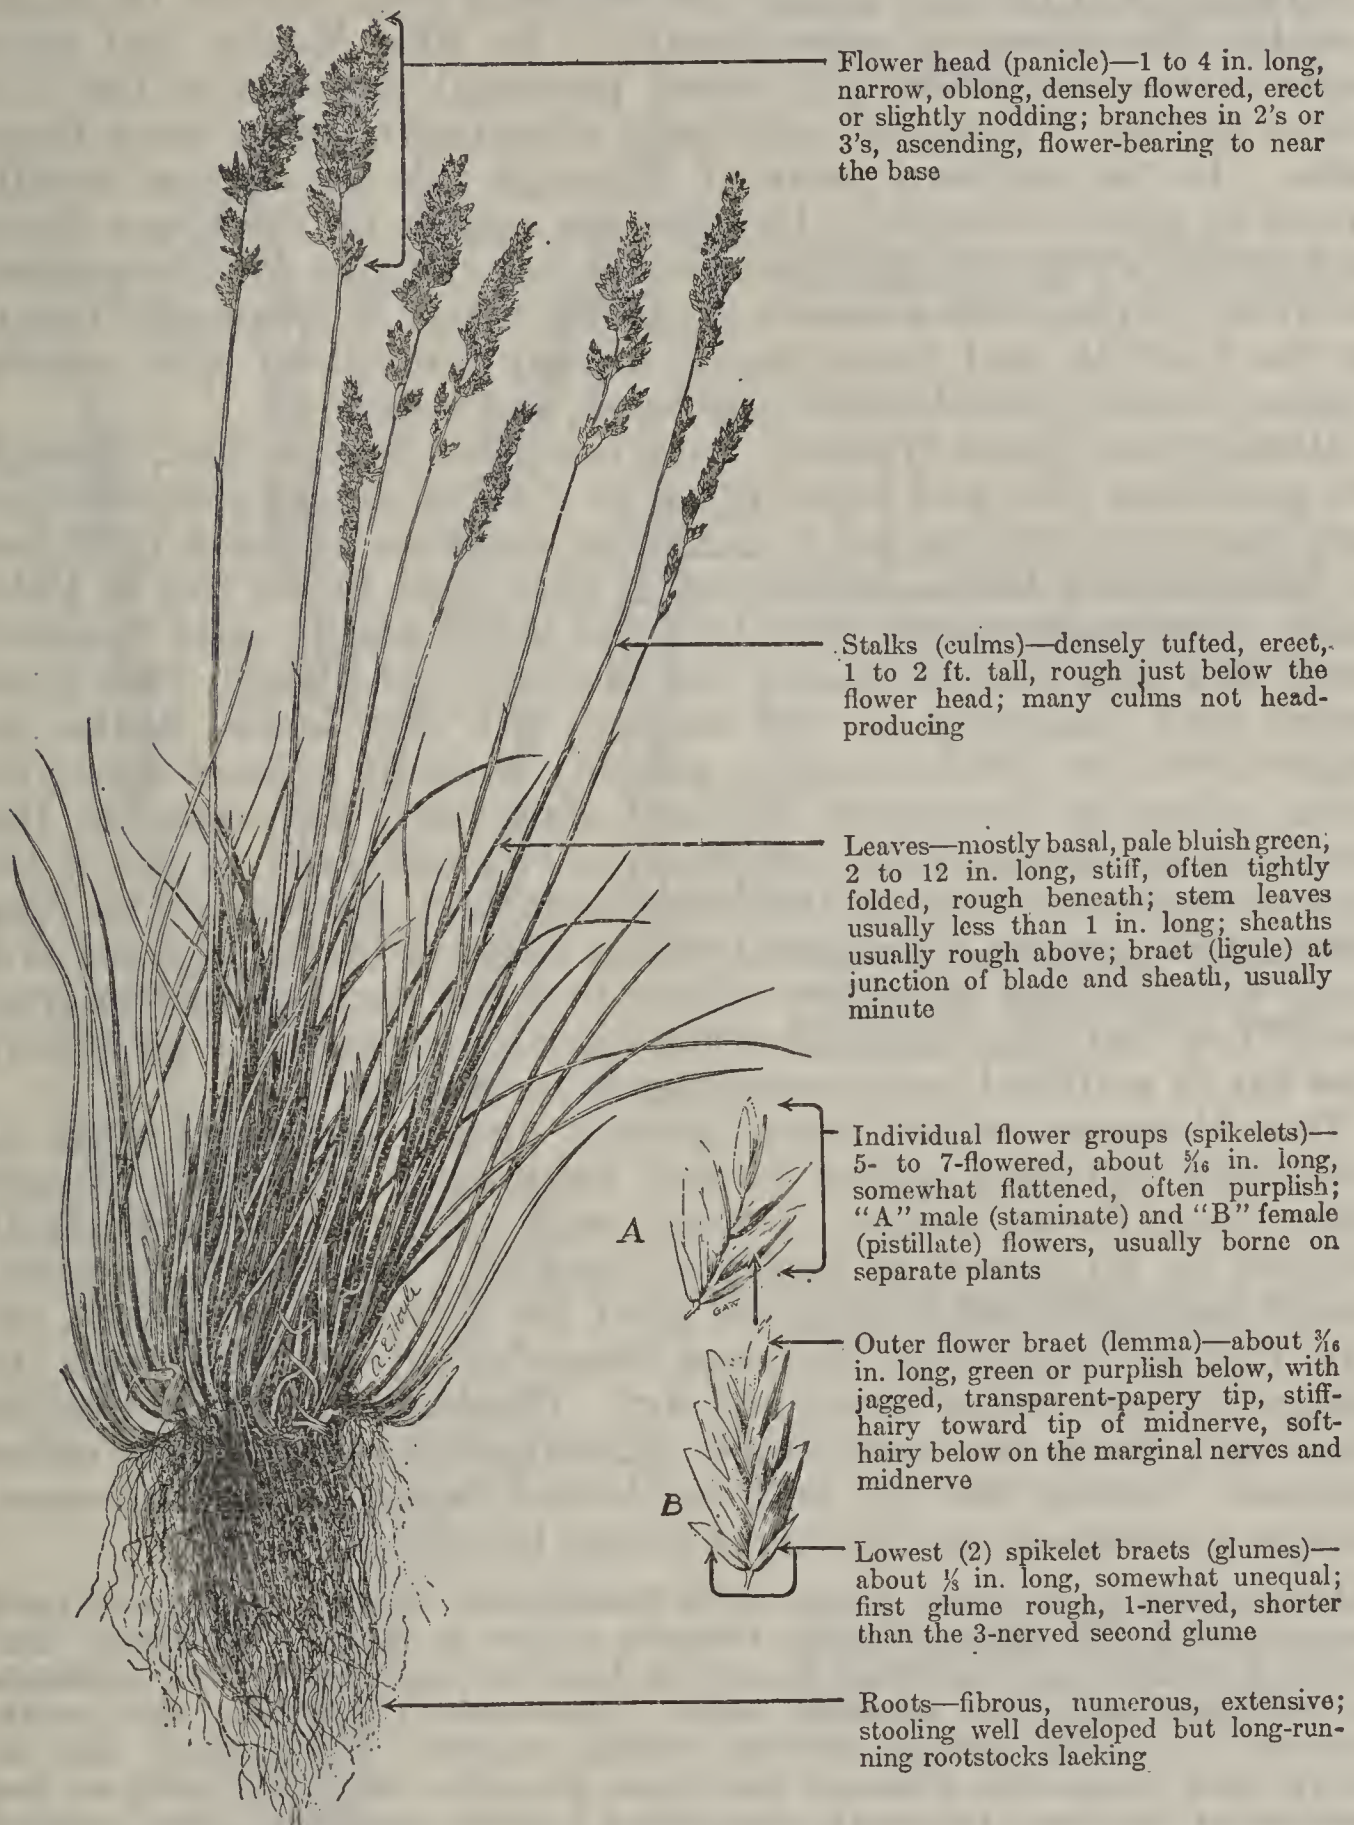 Flower head (panicle)—1 to 4 in. long,
narrow, oblong, densely flowered, erect
or slightly nodding; branches in 2's or
3's, ascending, flower-bearing to near
the base
Stalks (culms)—densely tufted, erect,
1 to 2 ft. tall, rough just below the
flower head; many culms not head-
producing
Leaves—mostly basal, pale bluish green,
2 to 12 in. long, stiff, often tightly
folded, rough beneath; stem leaves
usually less than 1 in. long; sheaths
usually rough above; bract (ligule) at
junction of blade and sheath, usually
minute
Individual flower groups (spikelets)—
5- to 7-flowered, about 5/16 in. long,
somewhat flattened, often purplish;
“A” male (staminate) and “B” female
(pistillate) flowers, usually borne on
separate plants
A
GAW
R.E. Hoyle
Outer flower bract (lemma)—about 3/16
in. long, green or purplish below, with
jagged, transparent-papery tip, stiff-
hairy toward tip of midnerve, soft-
hairy below on the marginal nerves and
midnerve
B
Lowest (2) spikelet bracts (glumes)—
about 1/8 in. long, somewhat unequal;
first glume rough, 1-nerved, shorter
than the 3-nerved second glume
Roots—fibrous, numerous, extensive;
stooling well developed but long-run-
ning rootstocks lacking